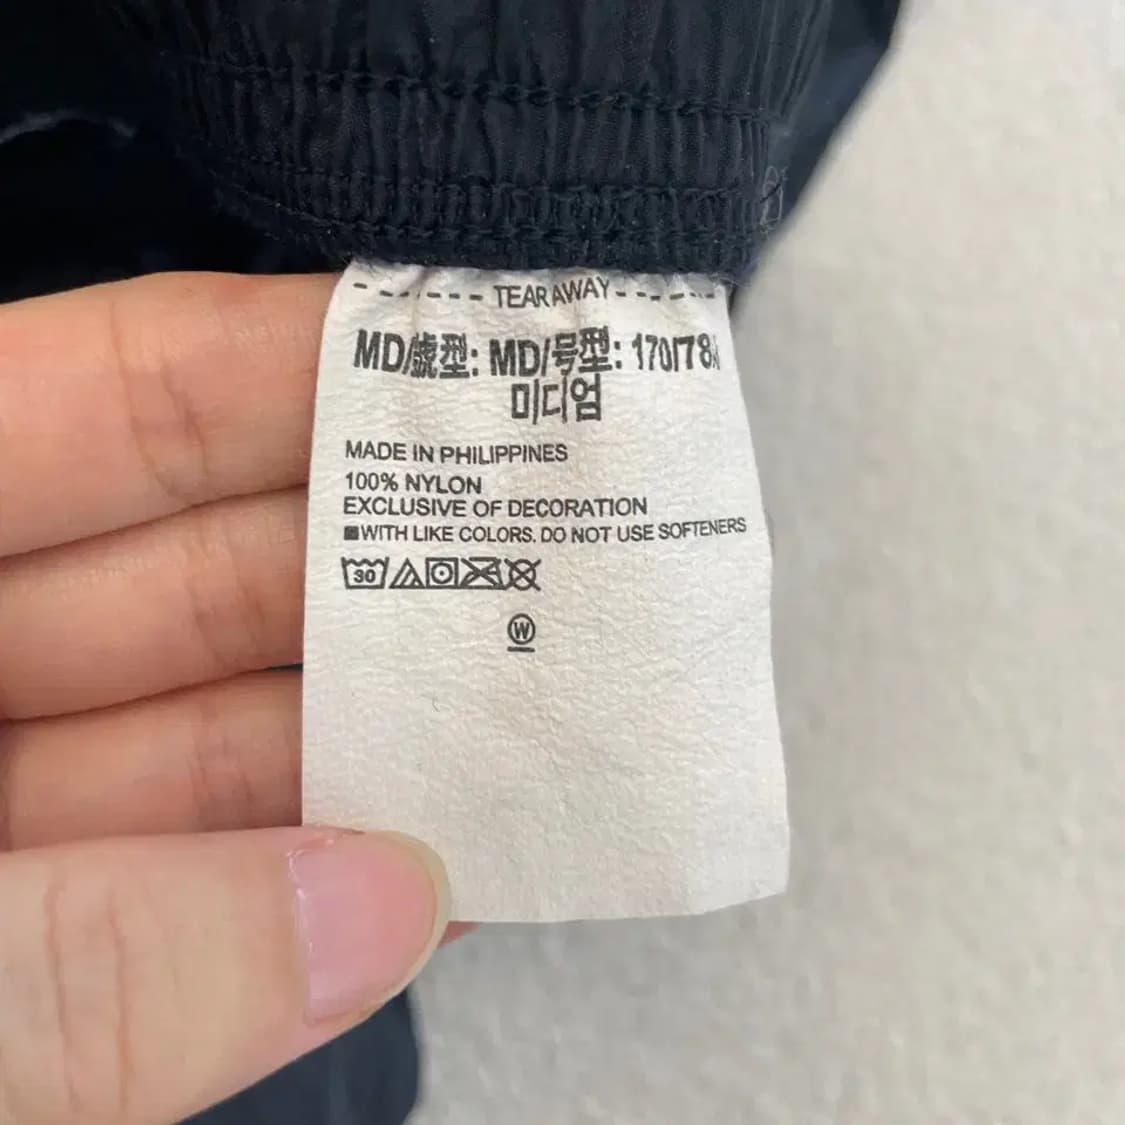 TEAR AWAY
MD/號型: MD/号型: 170/78A
미디엄
MADE IN PHILIPPINES
100% NYLON
EXCLUSIVE OF DECORATION
■WITH LIKE COLORS. DO NOT USE SOFTENERS
30
W